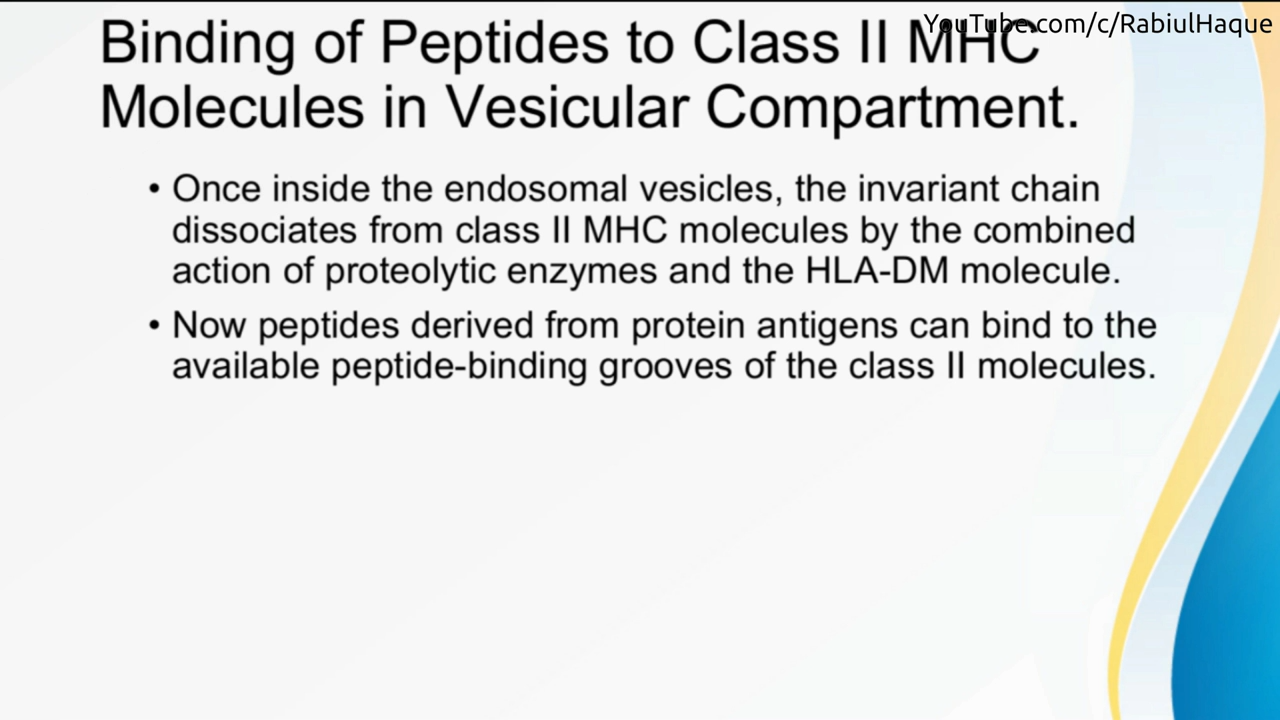 YouTube.com/c/RabiulHaque
Binding of Peptides to Class II MHC
Molecules in Vesicular Compartment.
• Once inside the endosomal vesicles, the invariant chain
dissociates from class II MHC molecules by the combined
action of proteolytic enzymes and the HLA-DM molecule.
• Now peptides derived from protein antigens can bind to the
available peptide-binding grooves of the class II molecules.